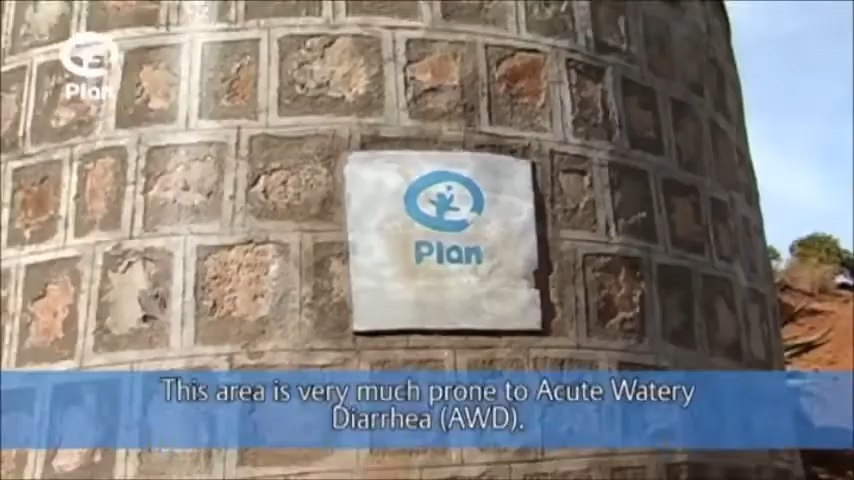 Plan
Plan
This area is very much prone to Acute Watery
Diarrhea (AWD).